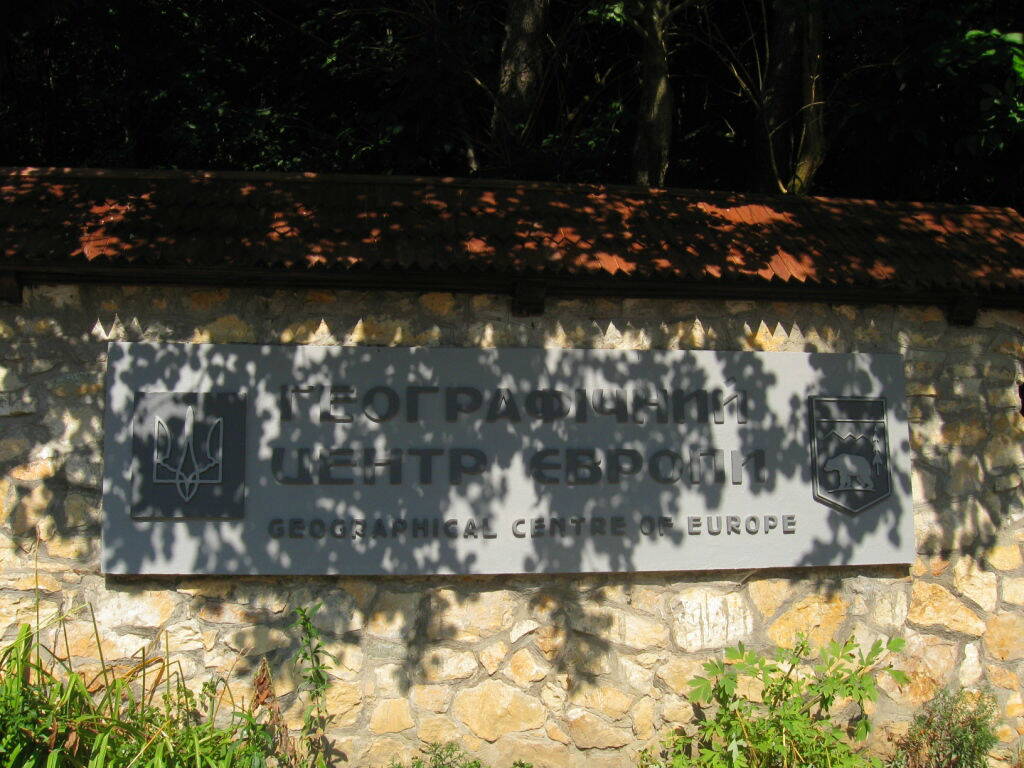 ГЕОГРАФІЧНИЙ
ЦЕНТР ЄВРОПИ
GEOGRAPHICAL CENTRE OF EUROPE